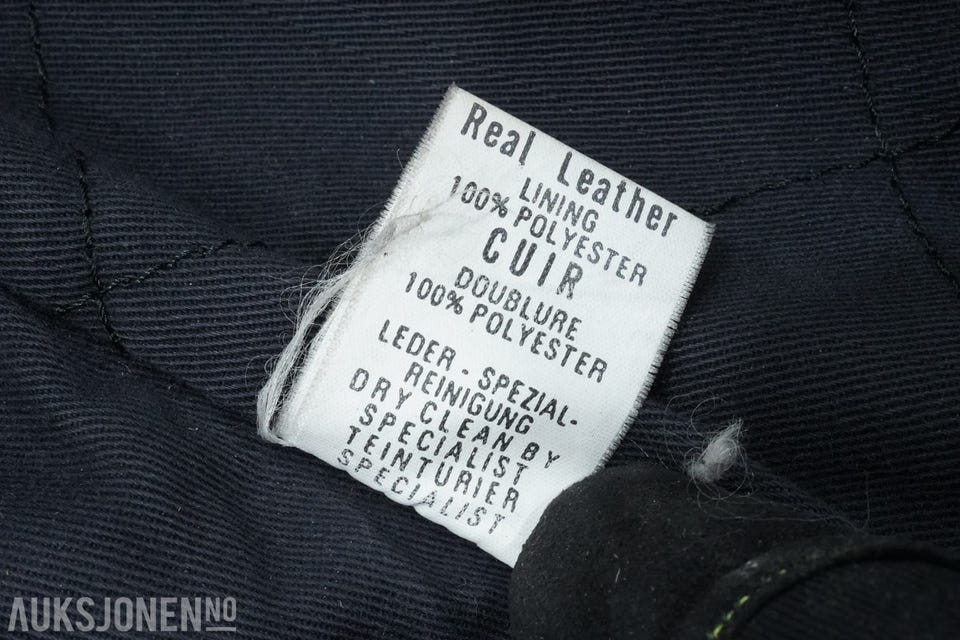 Real Leather
LINING
100% POLYESTER
CUIR
DOUBLURE
100% POLYESTER
LEDER - SPEZIAL-
REINIGUNG
DRY CLEAN BY
SPECIALIST
TEINTURIER
SPECIALIST
AUKSJONEN NO